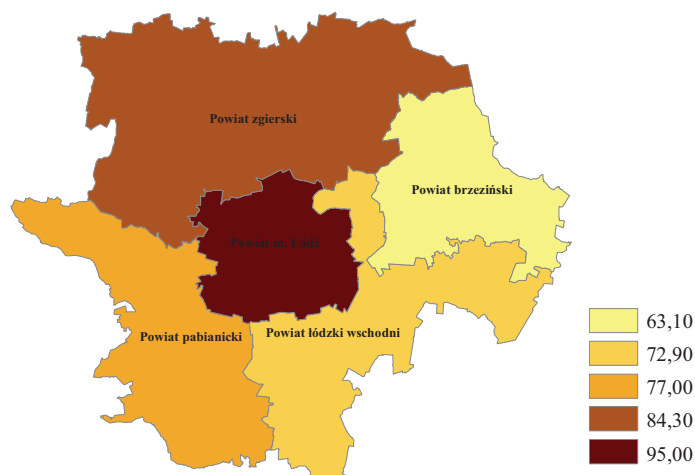 Powiat zgierski
Powiat brzeziński
Powiat m. Łódź
Powiat pabianicki
Powiat łódzki wschodni
63,10
72,90
77,00
84,30
95,00